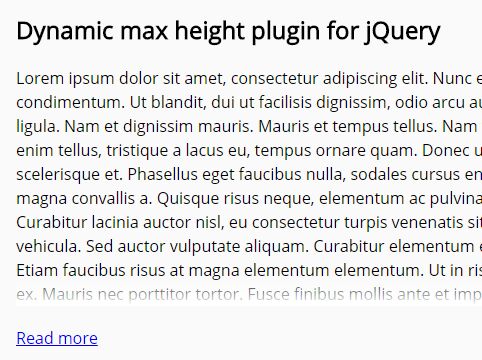 Dynamic max height plugin for jQuery
Lorem ipsum dolor sit amet, consectetur adipiscing elit. Nunc e
condimentum. Ut blandit, dui ut facilisis dignissim, odio arcu au
ligula. Nam et dignissim mauris. Mauris et tempus tellus. Nam
enim tellus, tristique a lacus eu, tempus ornare quam. Donec u
scelerisque et. Phasellus eget faucibus nulla, sodales cursus en
magna convallis a. Quisque risus neque, elementum ac pulvina
Curabitur lacinia auctor nisl, eu consectetur turpis venenatis sit
vehicula. Sed auctor vulputate aliquam. Curabitur elementum e
Etiam faucibus risus at magna elementum elementum. Ut in ris
ex. Mauris nec porttitor tortor. Fusce finibus mollis ante et imp
Read more